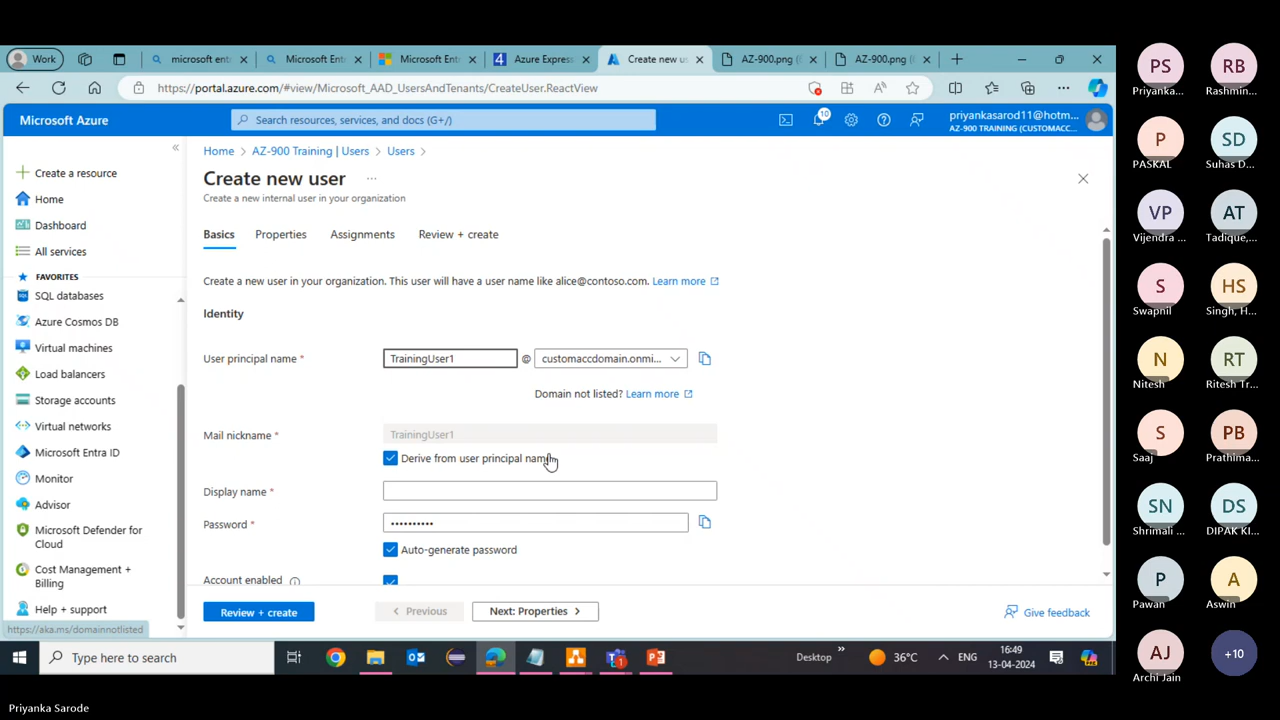 Work
microsoft ent
Microsoft Ent
Microsoft Ent
Azure Expres
Create new us
AZ-900.png (
AZ-900.png (
https://portal.azure.com/#view/Microsoft_AAD_UsersAndTenants/CreateUser.ReactView
Microsoft Azure
Search resources, services, and docs (G+/)
10
priyankasarod11@hotm...
AZ-900 TRAINING (CUSTOMACC...
Create a resource
Home
Dashboard
All services
FAVORITES
SQL databases
Azure Cosmos DB
Virtual machines
Load balancers
Storage accounts
Virtual networks
Microsoft Entra ID
Monitor
Advisor
Microsoft Defender for
Cloud
Cost Management +
Billing
Help + support
https://aka.ms/domainnotlisted
Home > AZ-900 Training | Users > Users >
Create new user ...
Create a new internal user in your organization
Basics Properties Assignments Review + create
Create a new user in your organization. This user will have a user name like alice@contoso.com. Learn more
Identity
User principal name * TrainingUser1 @ customaccdomain.onmi...
Domain not listed? Learn more
Mail nickname * TrainingUser1
Derive from user principal name
Display name *
Password * ••••••••••
Auto-generate password
Account enabled
Review + create < Previous Next: Properties >
Give feedback
Type here to search
Desktop
36°C
ENG
16:49
13-04-2024
PS RB
Priyanka... Rashmin...
P SD
PASKAL Suhas D...
VP AT
Vijendra ... Tadique,...
S HS
Swapnil Singh, H...
N RT
Nitesh Ritesh Tr...
S PB
Saaj Prathima...
SN DS
Shrimali ... DIPAK KI...
P A
Pawan Aswin
AJ +10
Archi Jain
Priyanka Sarode